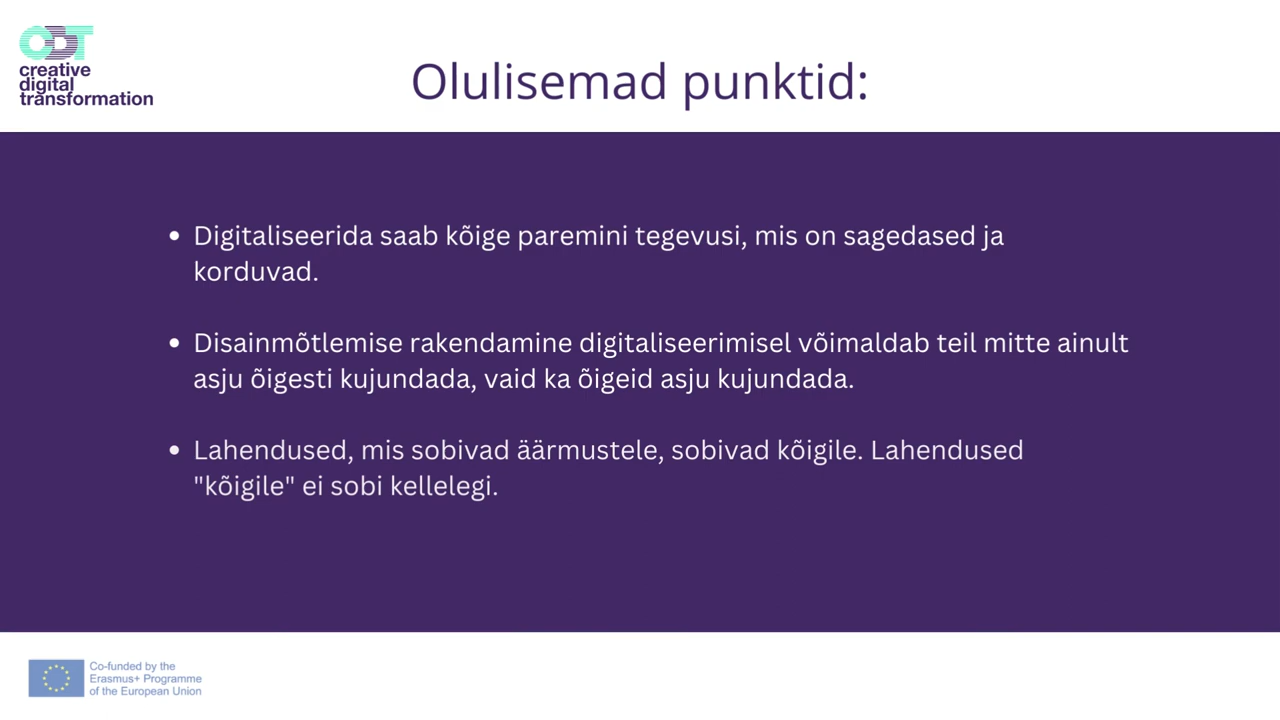 CDT
creative
digital
transformation
Olulisemad punktid:
• Digitaliseerida saab kõige paremini tegevusi, mis on sagedased ja
korduvad.
• Disainmõtlemise rakendamine digitaliseerimisel võimaldab teil mitte ainult
asju õigesti kujundada, vaid ka õigeid asju kujundada.
• Lahendused, mis sobivad äärmustele, sobivad kõigile. Lahendused
"kõigile" ei sobi kellelegi.
Co-funded by the
Erasmus+ Programme
of the European Union